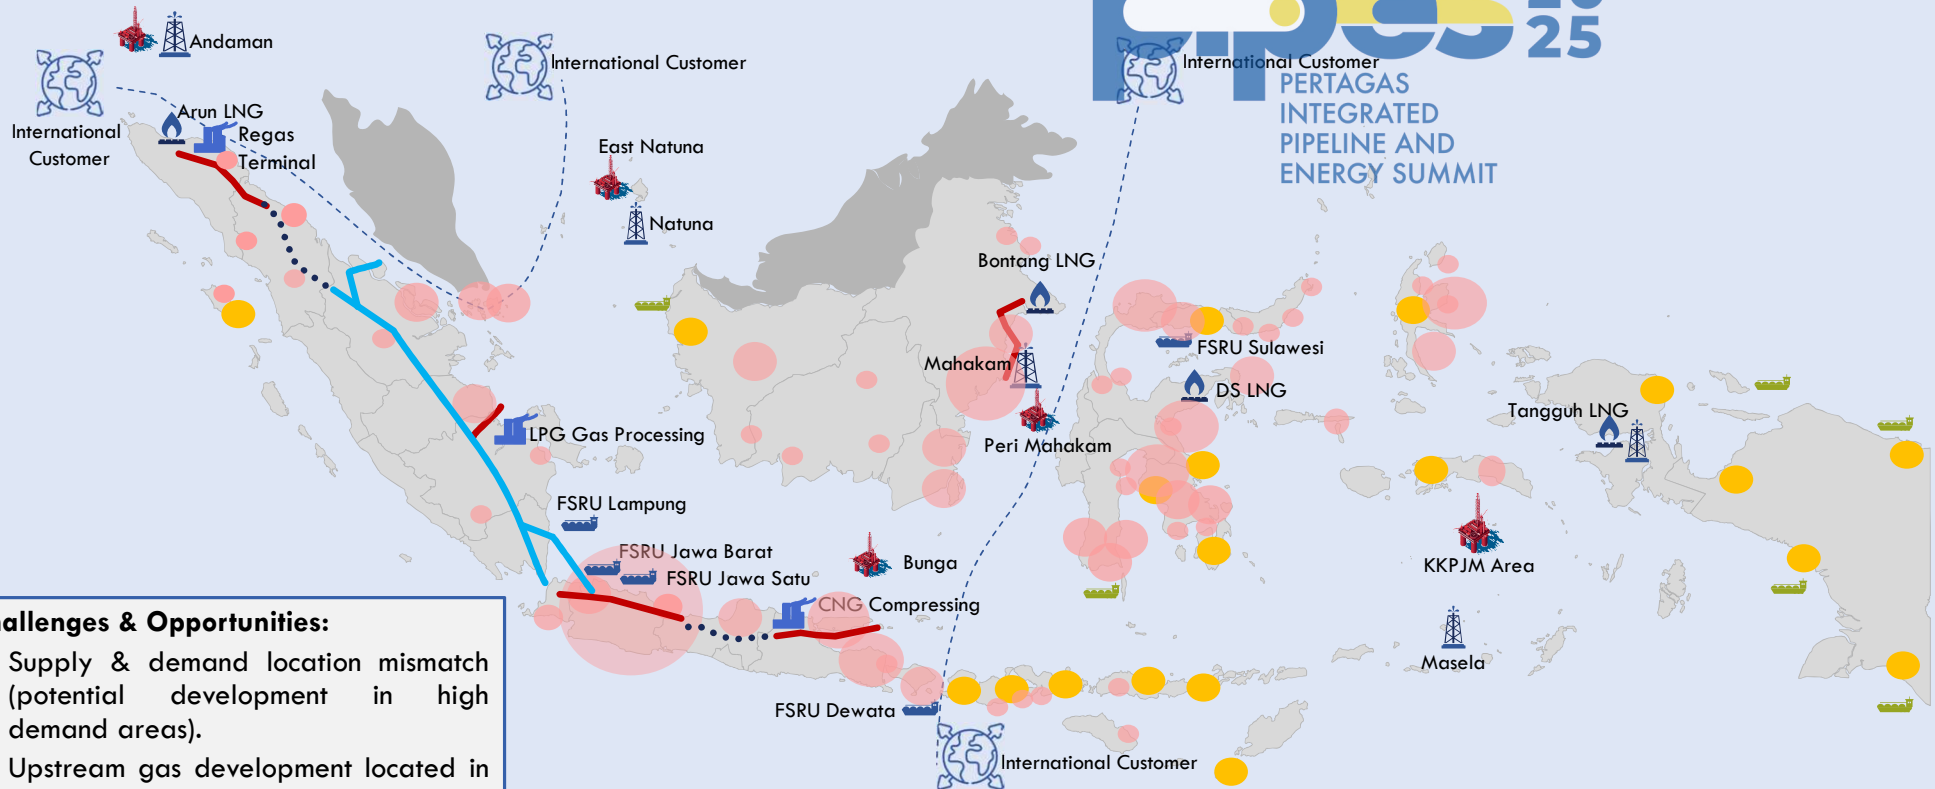 pipes
25
PERTAGAS
INTEGRATED
PIPELINE AND
ENERGY SUMMIT
Andaman
International Customer
International Customer
International
Customer
Arun LNG
Regas
Terminal
East Natuna
Natuna
Bontang LNG
Mahakam
Peri Mahakam
FSRU Sulawesi
DS LNG
Tangguh LNG
LPG Gas Processing
FSRU Lampung
FSRU Jawa Barat
FSRU Jawa Satu
Bunga
CNG Compressing
KKPJM Area
Masela
FSRU Dewata
International Customer
allenges & Opportunities:
Supply & demand location mismatch
(potential development in high
demand areas).
Upstream gas development located in